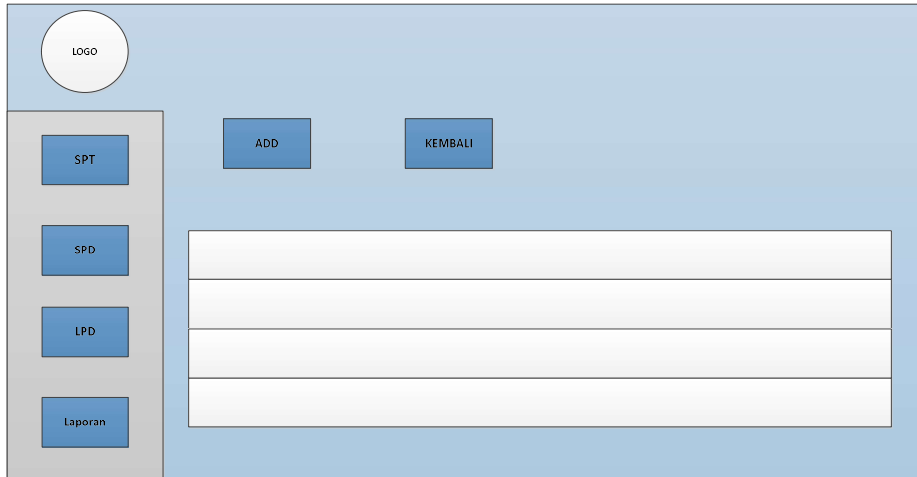 LOGO
SPT
ADD
KEMBALI
SPD
LPD
Laporan